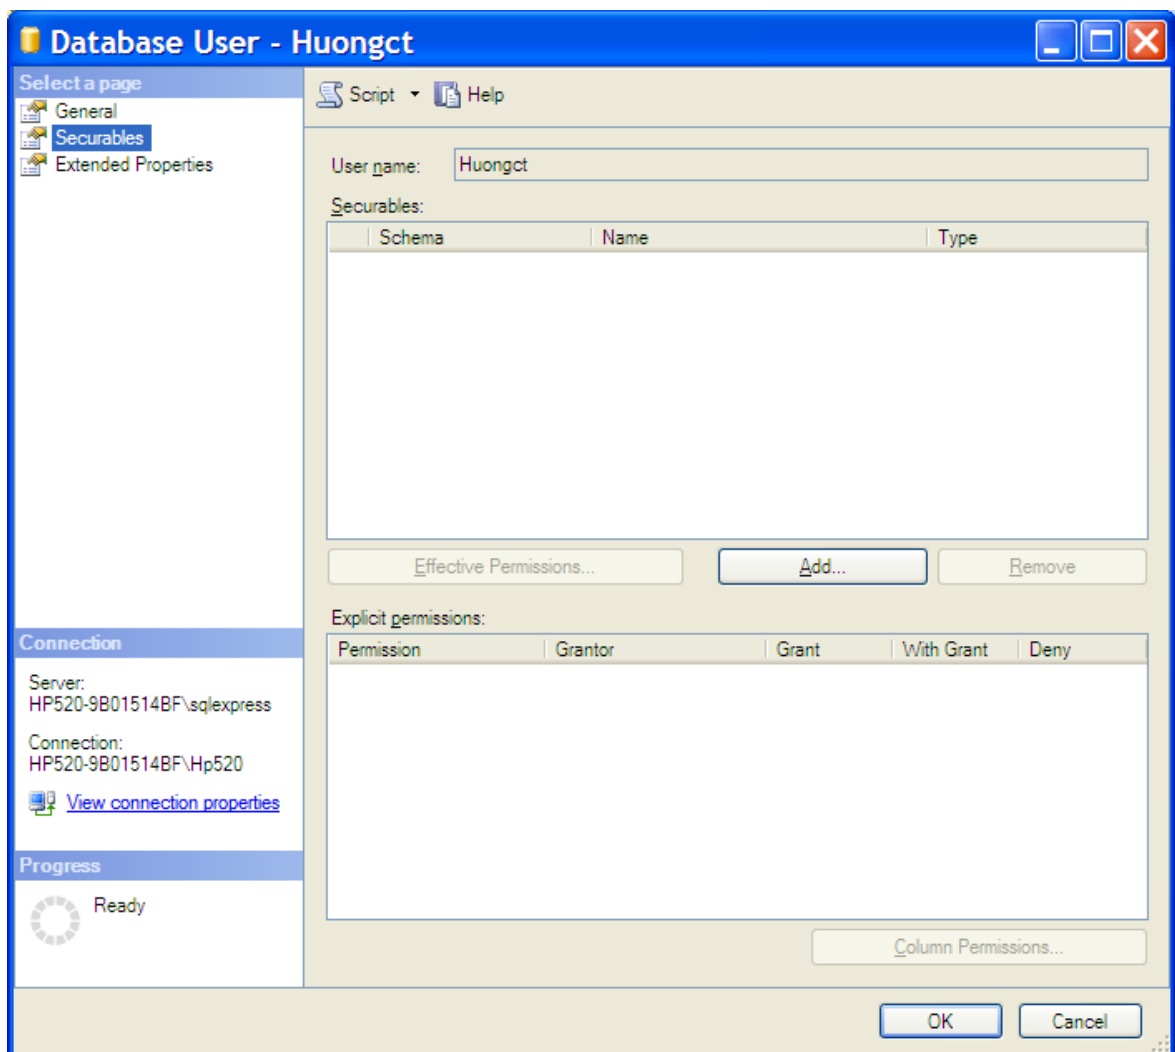 Database User - Huongct
Select a page
General
Securables
Extended Properties
Script
Help
User name:
Huongct
Securables:
Schema
Name
Type
Effective Permissions...
Add...
Remove
Explicit permissions:
Permission
Grantor
Grant
With Grant
Deny
Column Permissions...
Connection
Server:
HP520-9B01514BF\sqlexpress
Connection:
HP520-9B01514BF\Hp520
View connection properties
Progress
Ready
OK
Cancel